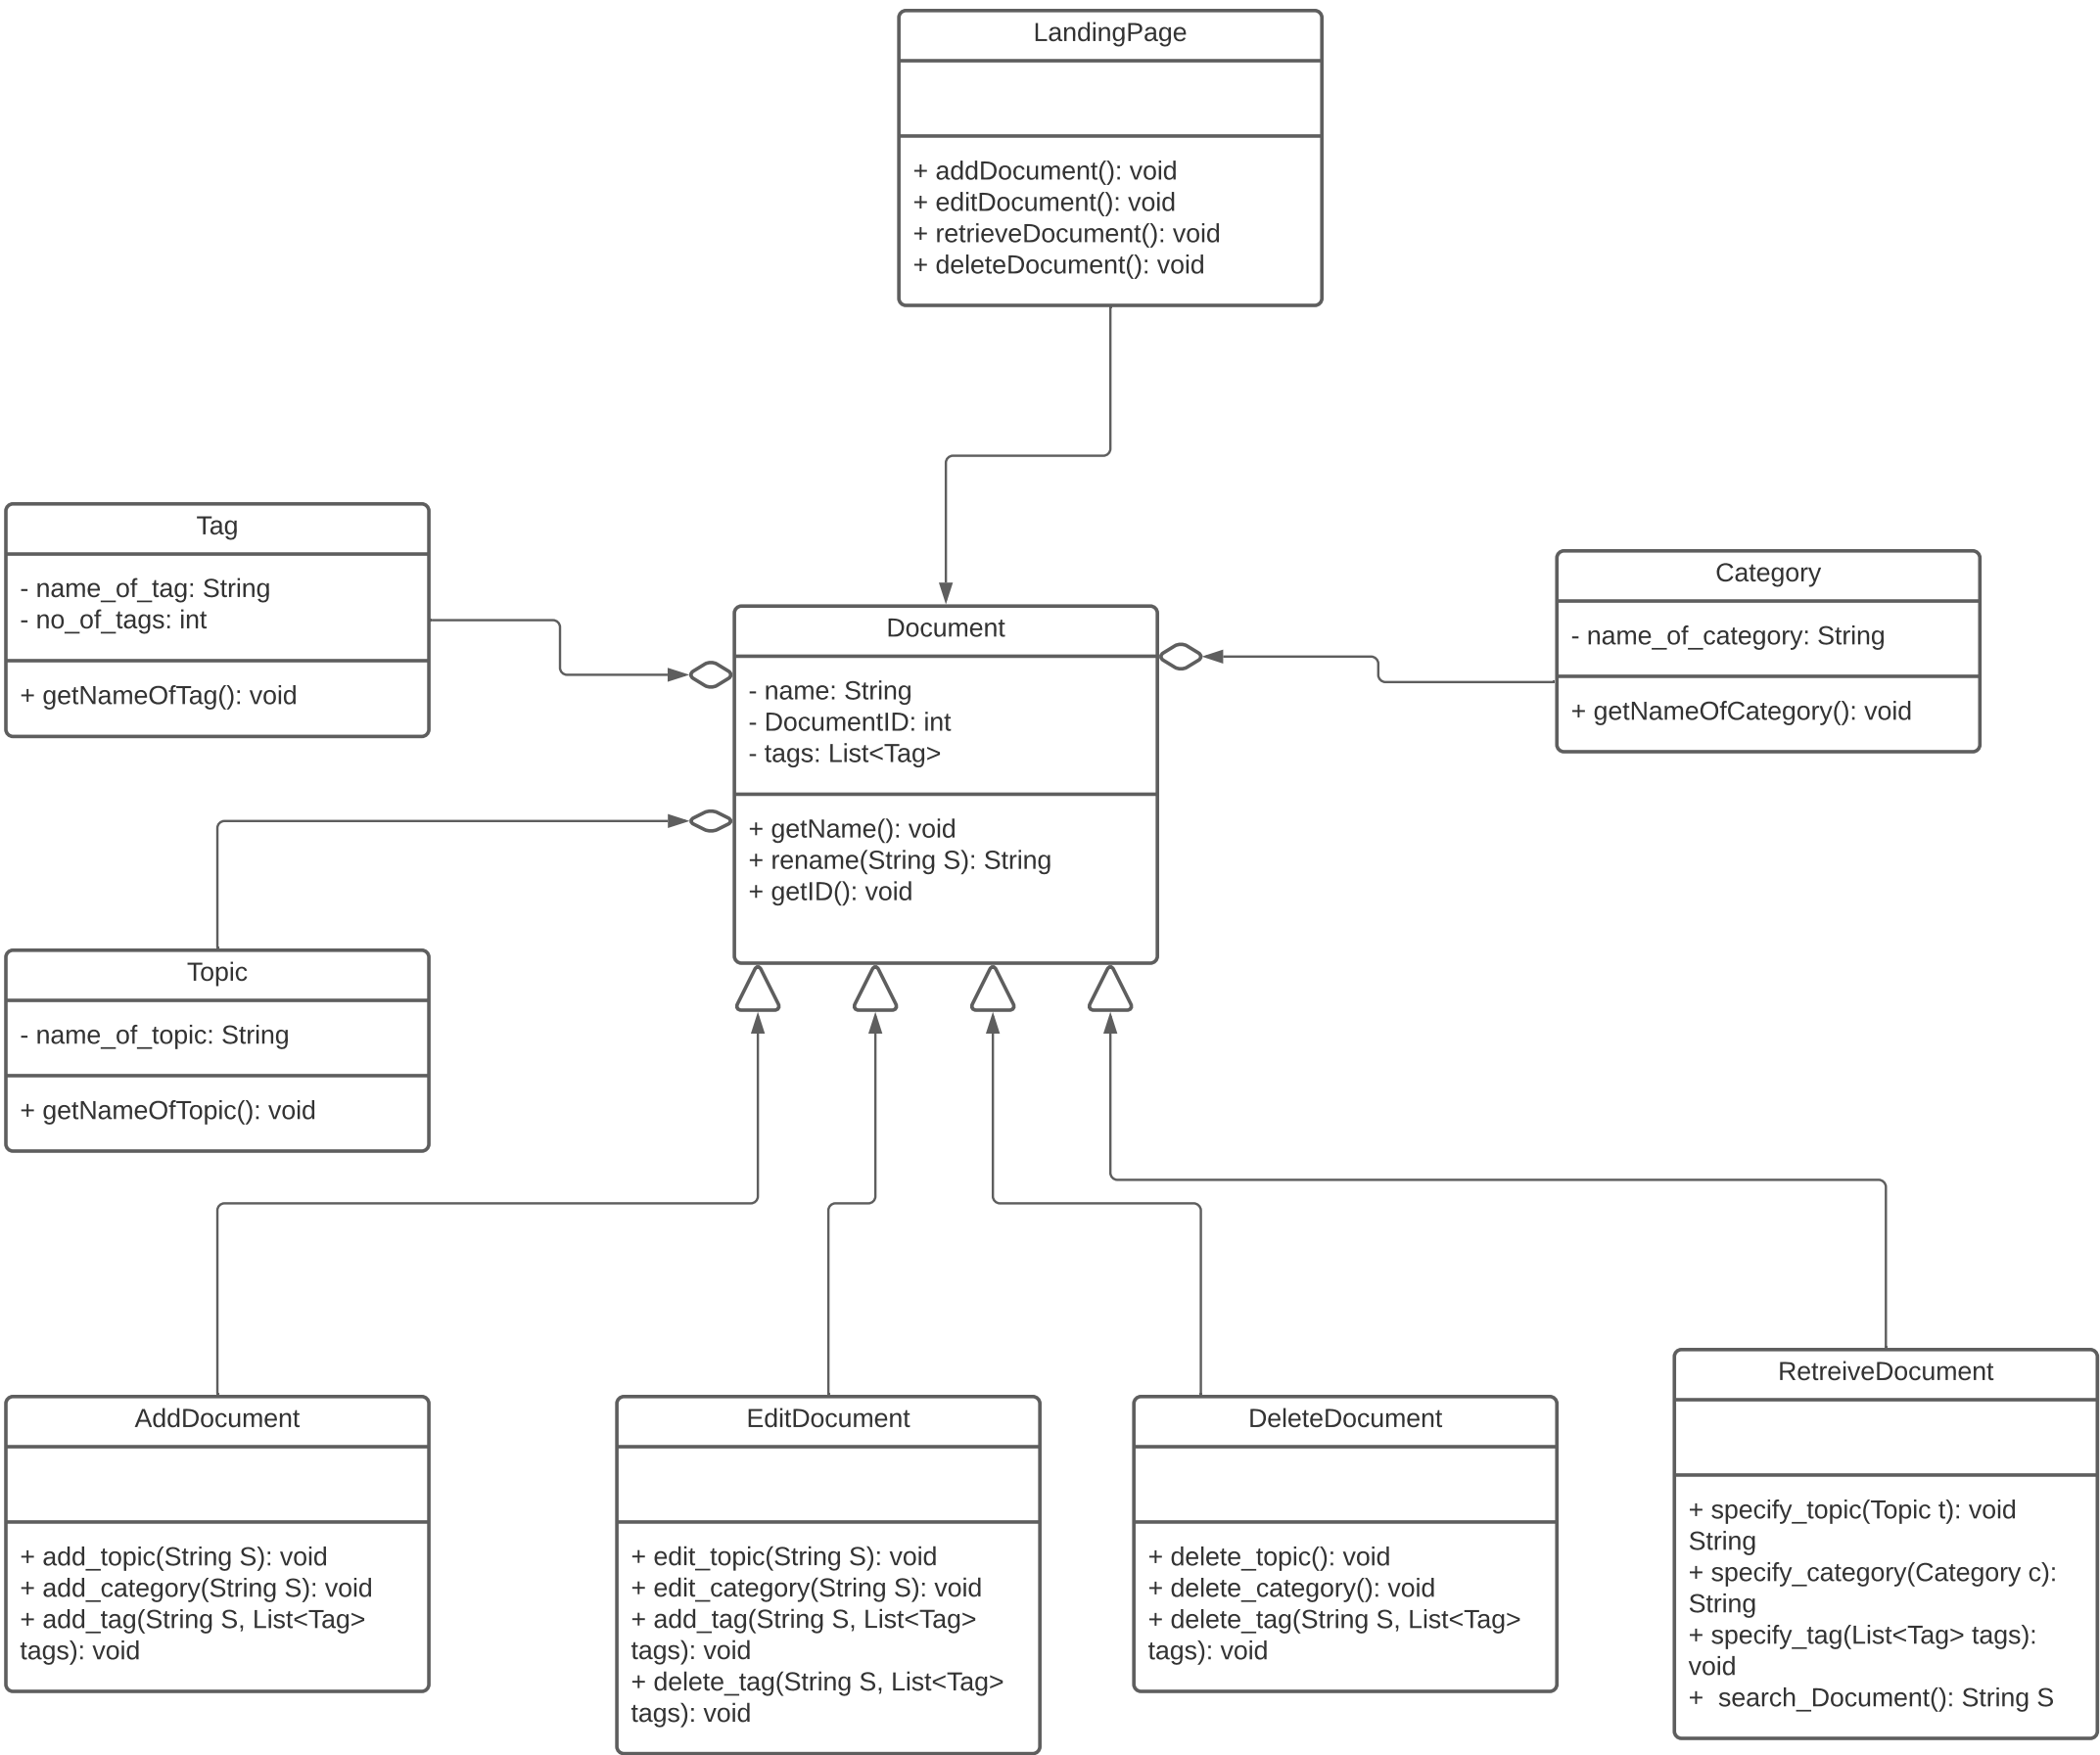 LandingPage
+ addDocument(): void
+ editDocument(): void
+ retrieveDocument(): void
+ deleteDocument(): void
Tag
- name_of_tag: String
- no_of_tags: int
+ getNameOfTag(): void
Category
- name_of_category: String
+ getNameOfCategory(): void
Document
- name: String
- DocumentID: int
- tags: List<Tag>
+ getName(): void
+ rename(String S): String
+ getID(): void
Topic
- name_of_topic: String
+ getNameOfTopic(): void
AddDocument
+ add_topic(String S): void
+ add_category(String S): void
+ add_tag(String S, List<Tag>
tags): void
EditDocument
+ edit_topic(String S): void
+ edit_category(String S): void
+ add_tag(String S, List<Tag>
tags): void
+ delete_tag(String S, List<Tag>
tags): void
DeleteDocument
+ delete_topic(): void
+ delete_category(): void
+ delete_tag(String S, List<Tag>
tags): void
RetreiveDocument
+ specify_topic(Topic t): void
String
+ specify_category(Category c):
String
+ specify_tag(List<Tag> tags):
void
+  search_Document(): String S